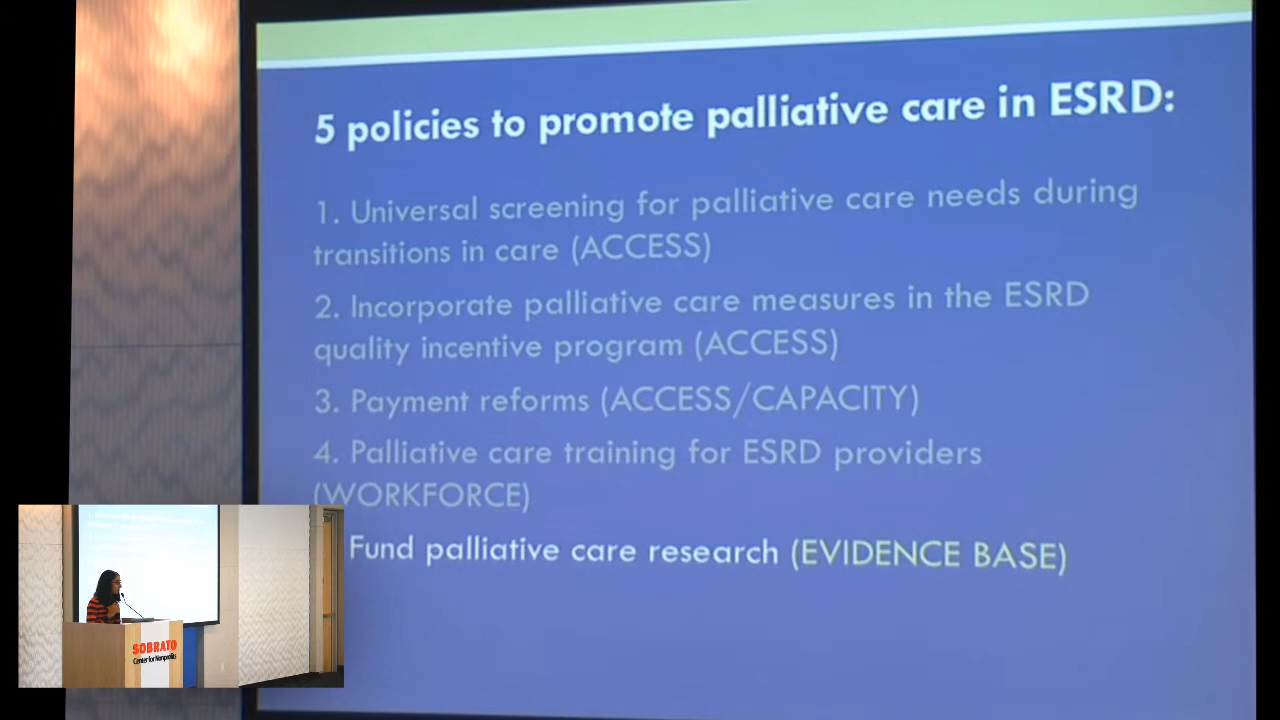 5 policies to promote palliative care in ESRD:
1. Universal screening for palliative care needs during
transitions in care (ACCESS)
2. Incorporate palliative care measures in the ESRD
quality incentive program (ACCESS)
3. Payment reforms (ACCESS/CAPACITY)
4. Palliative care training for ESRD providers
(WORKFORCE)
Fund palliative care research (EVIDENCE BASE)
SOBRATO
Center for Nonprofits